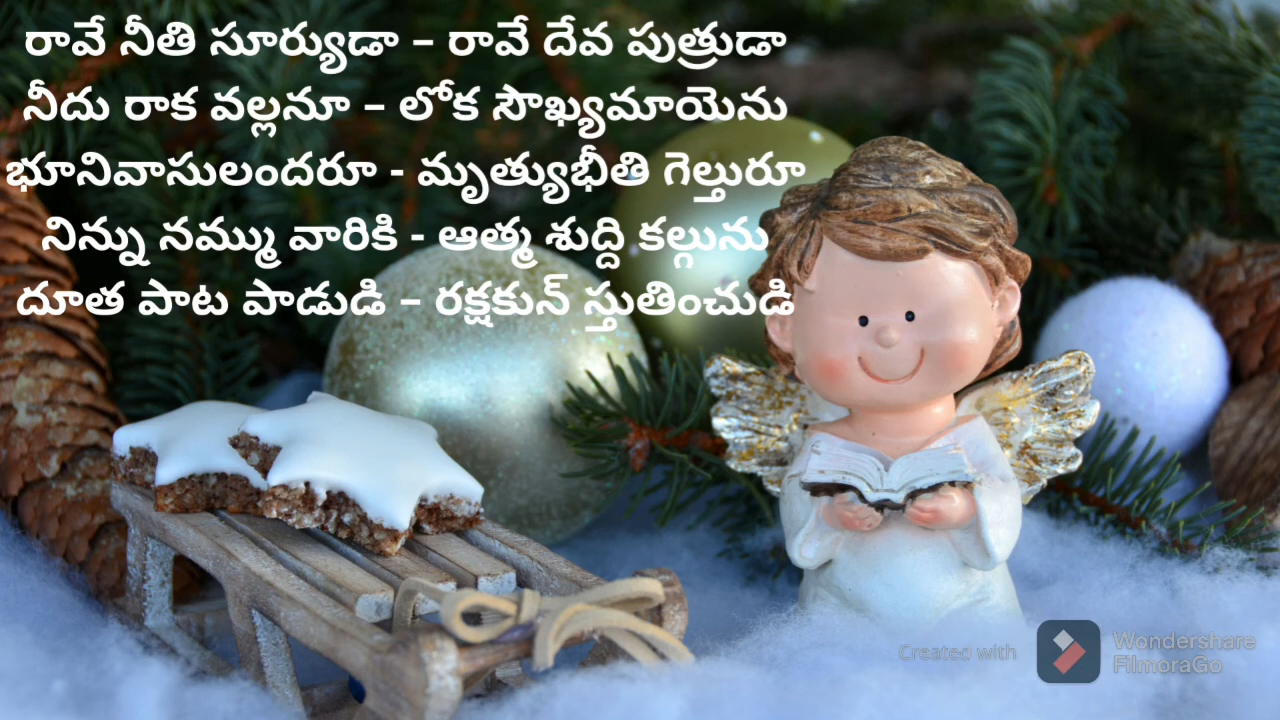 రావే నీతి సూర్యుడా – రావే దేవ పుత్రుడా
నీదు రాక వల్లనూ – లోక సౌఖ్యమాయెను
భూనివాసులందరూ - మృత్యుభీతి గెల్తురూ
నిన్ను నమ్ము వారికి - ఆత్మ శుద్ది కల్గును
దూత పాట పాడుడి – రక్షకున్ స్తుతించుడి
Created with
Wondershare
FilmoraGo